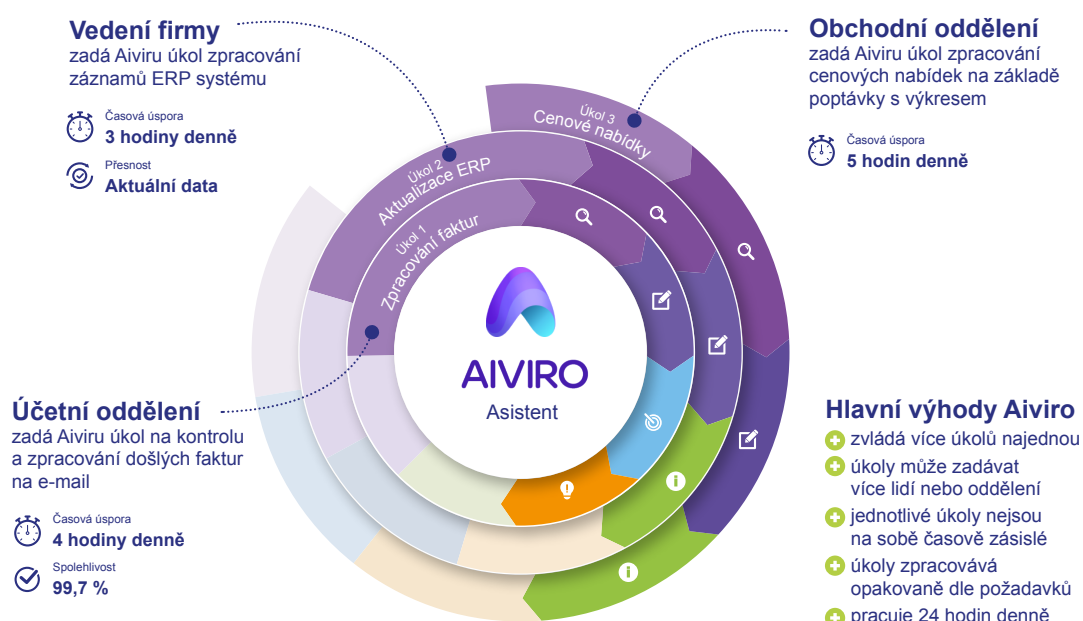 Vedení firmy
zadá Aiviru úkol zpracování
záznamů ERP systému
Časová úspora
3 hodiny denně
Přesnost
Aktuální data
Obchodní oddělení
zadá Aiviru úkol zpracování
cenových nabídek na základě
poptávky s výkresem
Časová úspora
5 hodin denně
Úkol 3
Cenové nabídky
Úkol 2
Aktualizace ERP
Úkol 1
Zpracování faktur
AIVIRO
Asistent
Účetní oddělení
zadá Aiviru úkol na kontrolu
a zpracování došlých faktur
na e-mail
Časová úspora
4 hodiny denně
Spolehlivost
99,7 %
Hlavní výhody Aiviro
zvládá více úkolů najednou
úkoly může zadávat
více lidí nebo oddělení
jednotlivé úkoly nejsou
na sobě časově zásislé
úkoly zpracovává
opakovaně dle požadavků
pracuje 24 hodin denně